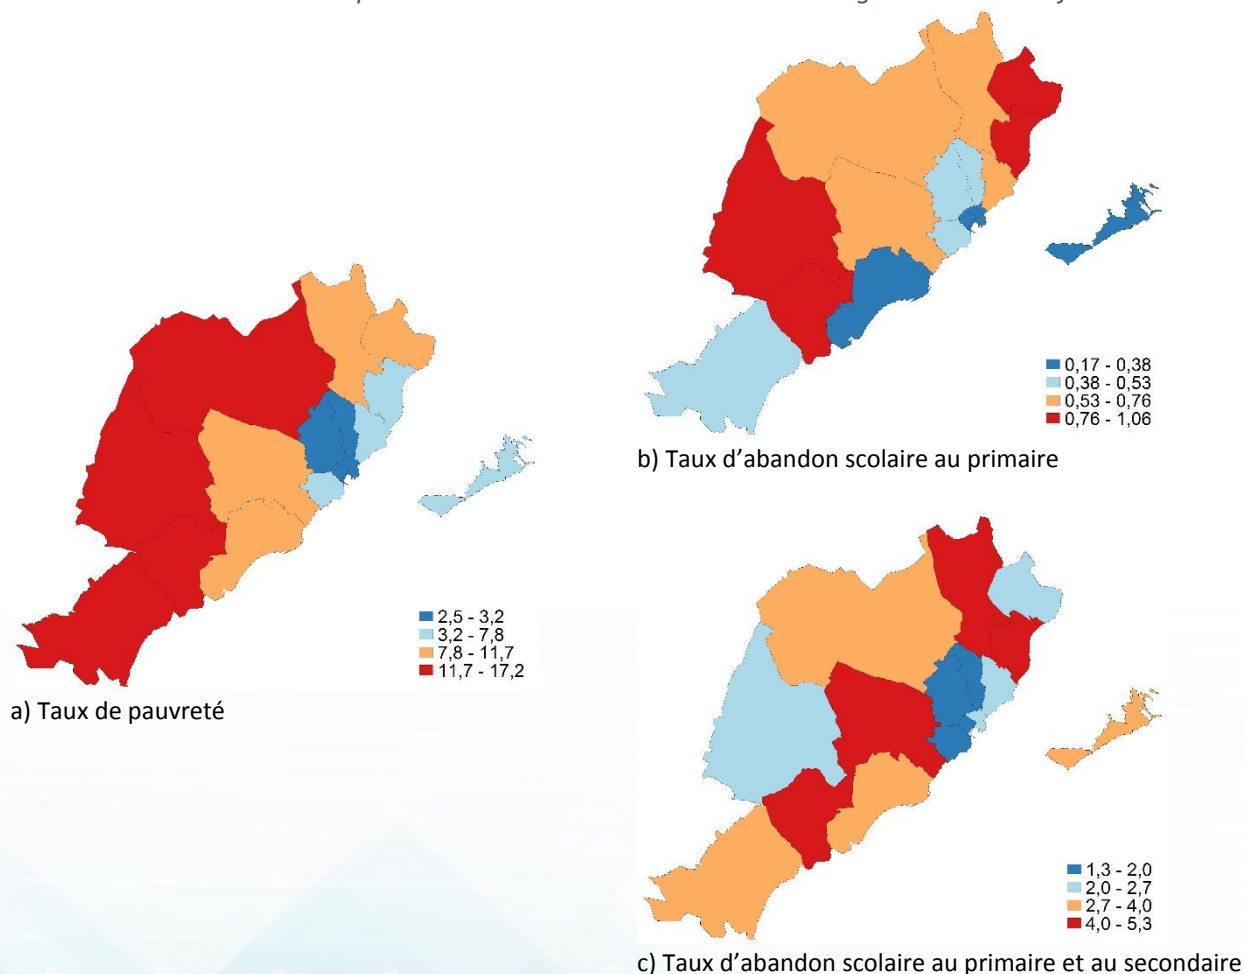 0,17 - 0,38
0,38 - 0,53
0,53 - 0,76
0,76 - 1,06
b) Taux d’abandon scolaire au primaire
2,5 - 3,2
3,2 - 7,8
7,8 - 11,7
11,7 - 17,2
a) Taux de pauvreté
1,3 - 2,0
2,0 - 2,7
2,7 - 4,0
4,0 - 5,3
c) Taux d’abandon scolaire au primaire et au secondaire